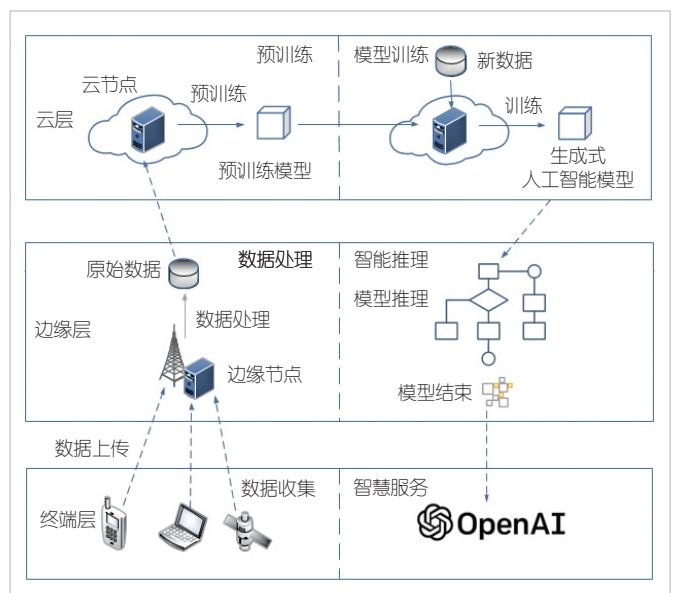 预训练
模型训练
新数据
云节点
预训练
训练
云层
预训练模型
生成式
人工智能模型
数据处理
智能推理
原始数据
模型推理
数据处理
边缘层
边缘节点
模型结束
数据上传
数据收集
智慧服务
终端层
OpenAI